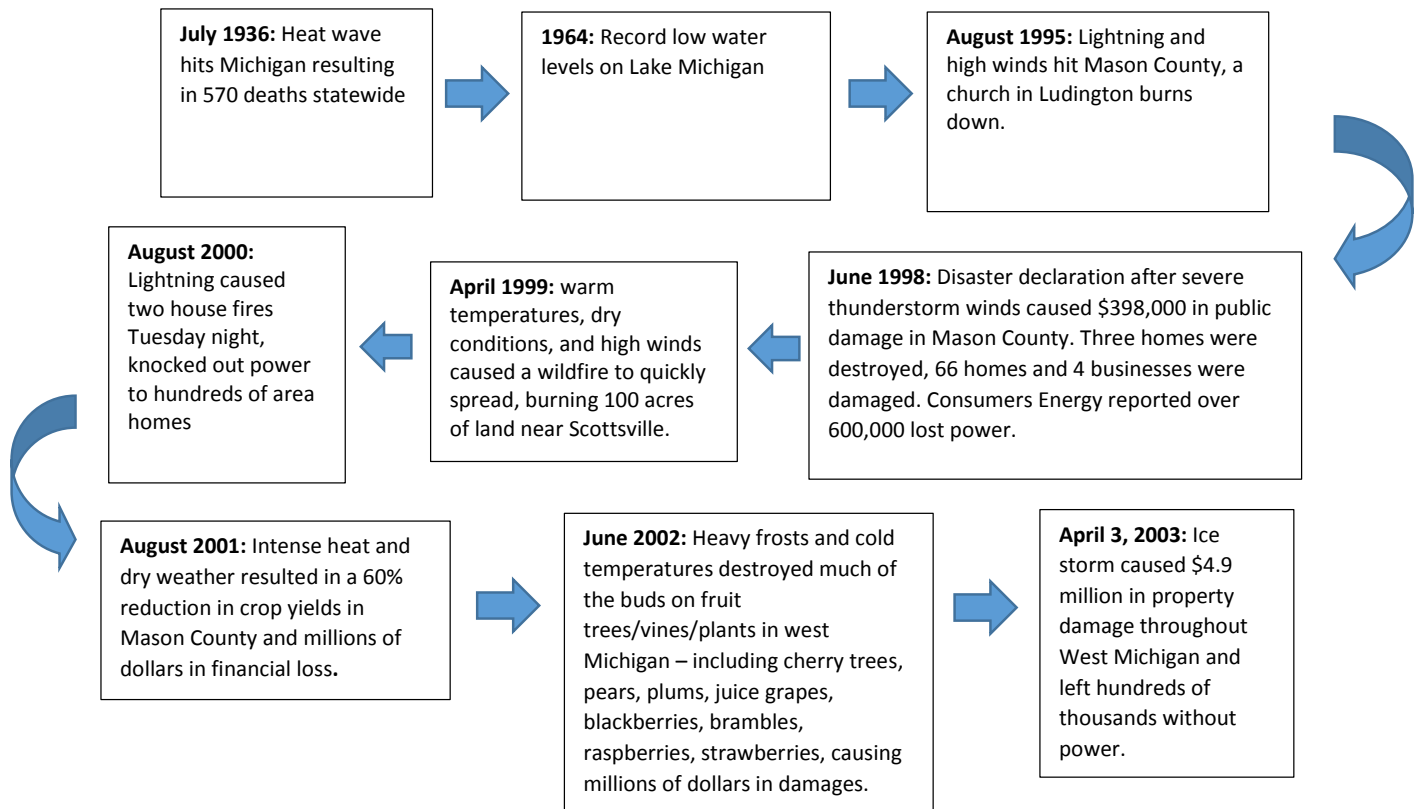 July 1936: Heat wave
hits Michigan resulting
in 570 deaths statewide
1964: Record low water
levels on Lake Michigan
August 1995: Lightning and
high winds hit Mason County, a
church in Ludington burns
down.
June 1998: Disaster declaration after severe
thunderstorm winds caused $398,000 in public
damage in Mason County. Three homes were
destroyed, 66 homes and 4 businesses were
damaged. Consumers Energy reported over
600,000 lost power.
April 1999: warm
temperatures, dry
conditions, and high winds
caused a wildfire to quickly
spread, burning 100 acres
of land near Scottsville.
August 2000:
Lightning caused
two house fires
Tuesday night,
knocked out power
to hundreds of area
homes
August 2001: Intense heat and
dry weather resulted in a 60%
reduction in crop yields in
Mason County and millions of
dollars in financial loss.
June 2002: Heavy frosts and cold
temperatures destroyed much of
the buds on fruit
trees/vines/plants in west
Michigan – including cherry trees,
pears, plums, juice grapes,
blackberries, brambles,
raspberries, strawberries, causing
millions of dollars in damages.
April 3, 2003: Ice
storm caused $4.9
million in property
damage throughout
West Michigan and
left hundreds of
thousands without
power.